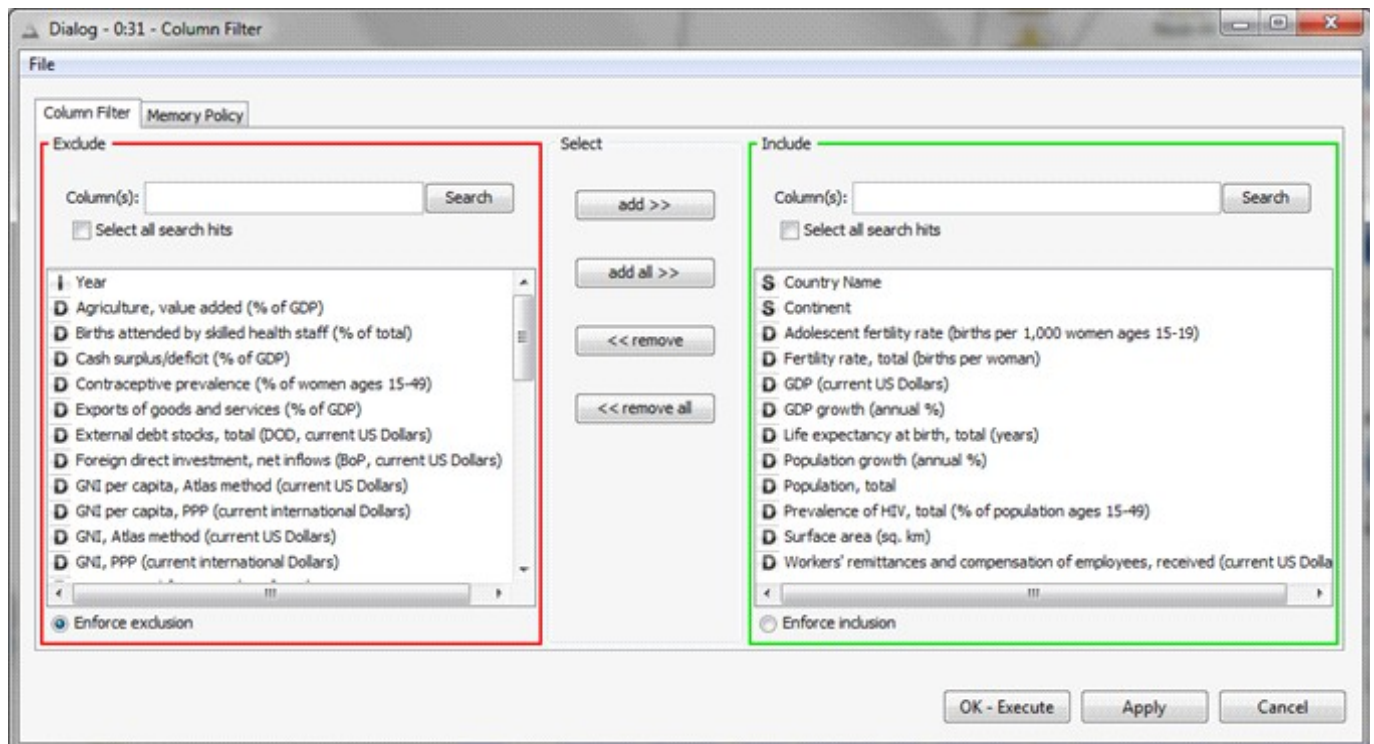 Dialog - 0:31 - Column Filter
File
Column Filter
Memory Policy
Exclude
Column(s):
Search
Select all search hits
I Year
D Agriculture, value added (% of GDP)
D Births attended by skilled health staff (% of total)
D Cash surplus/deficit (% of GDP)
D Contraceptive prevalence (% of women ages 15-49)
D Exports of goods and services (% of GDP)
D External debt stocks, total (DOD, current US Dollars)
D Foreign direct investment, net inflows (BoP, current US Dollars)
D GNI per capita, Atlas method (current US Dollars)
D GNI per capita, PPP (current international Dollars)
D GNI, Atlas method (current US Dollars)
D GNI, PPP (current international Dollars)
Enforce exclusion
Select
add >>
add all >>
<< remove
<< remove all
Include
Column(s):
Search
Select all search hits
S Country Name
S Continent
D Adolescent fertility rate (births per 1,000 women ages 15-19)
D Fertility rate, total (births per woman)
D GDP (current US Dollars)
D GDP growth (annual %)
D Life expectancy at birth, total (years)
D Population growth (annual %)
D Population, total
D Prevalence of HIV, total (% of population ages 15-49)
D Surface area (sq. km)
D Workers' remittances and compensation of employees, received (current US Dolla
Enforce inclusion
OK - Execute
Apply
Cancel